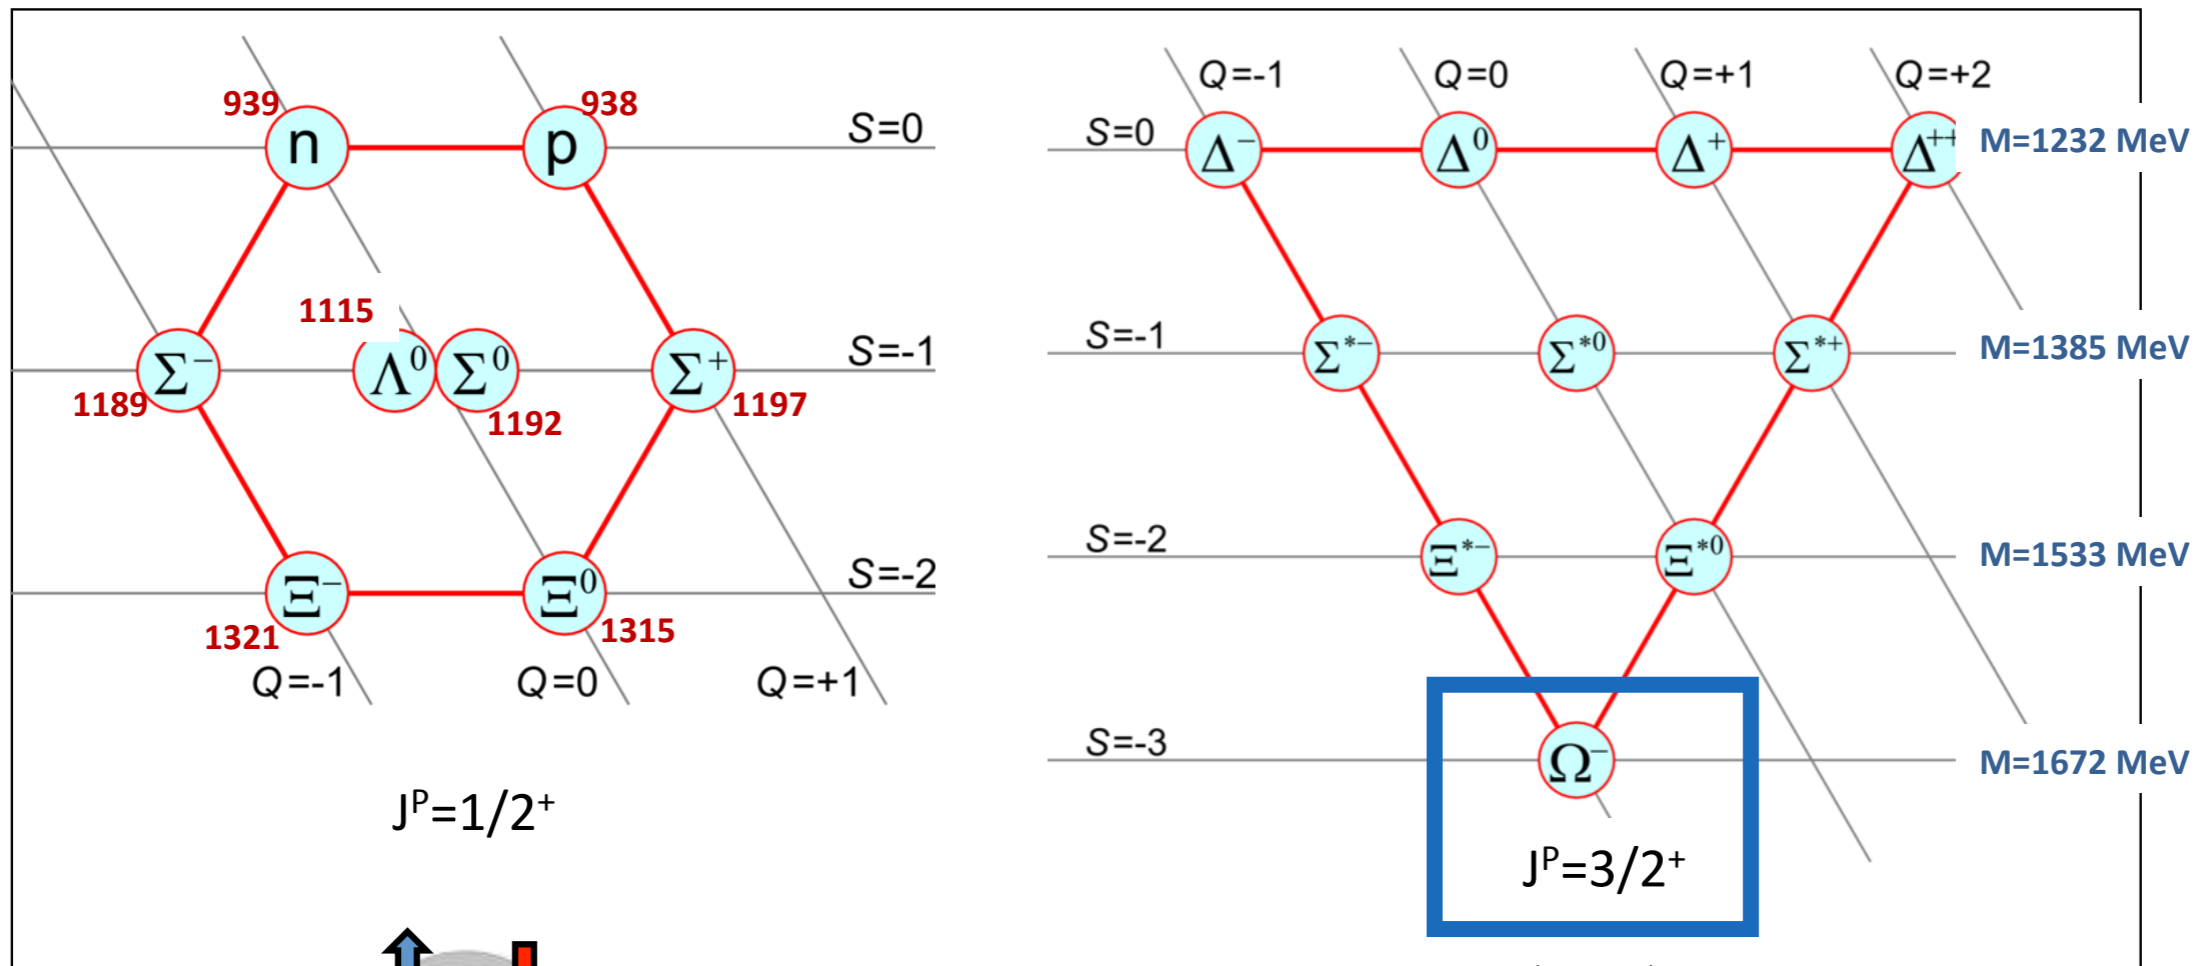 939
938
n
p
S=0
1115
Σ⁻
Λ⁰
Σ⁰
Σ⁺
S=-1
1189
1192
1197
Ξ⁻
Ξ⁰
S=-2
1321
1315
Q=-1
Q=0
Q=+1
Jᴾ=1/2⁺
Q=-1
Q=0
Q=+1
Q=+2
S=0
Δ⁻
Δ⁰
Δ⁺
Δ⁺⁺
M=1232 MeV
S=-1
Σ*⁻
Σ*⁰
Σ*⁺
M=1385 MeV
S=-2
Ξ*⁻
Ξ*⁰
M=1533 MeV
S=-3
Ω⁻
M=1672 MeV
Jᴾ=3/2⁺